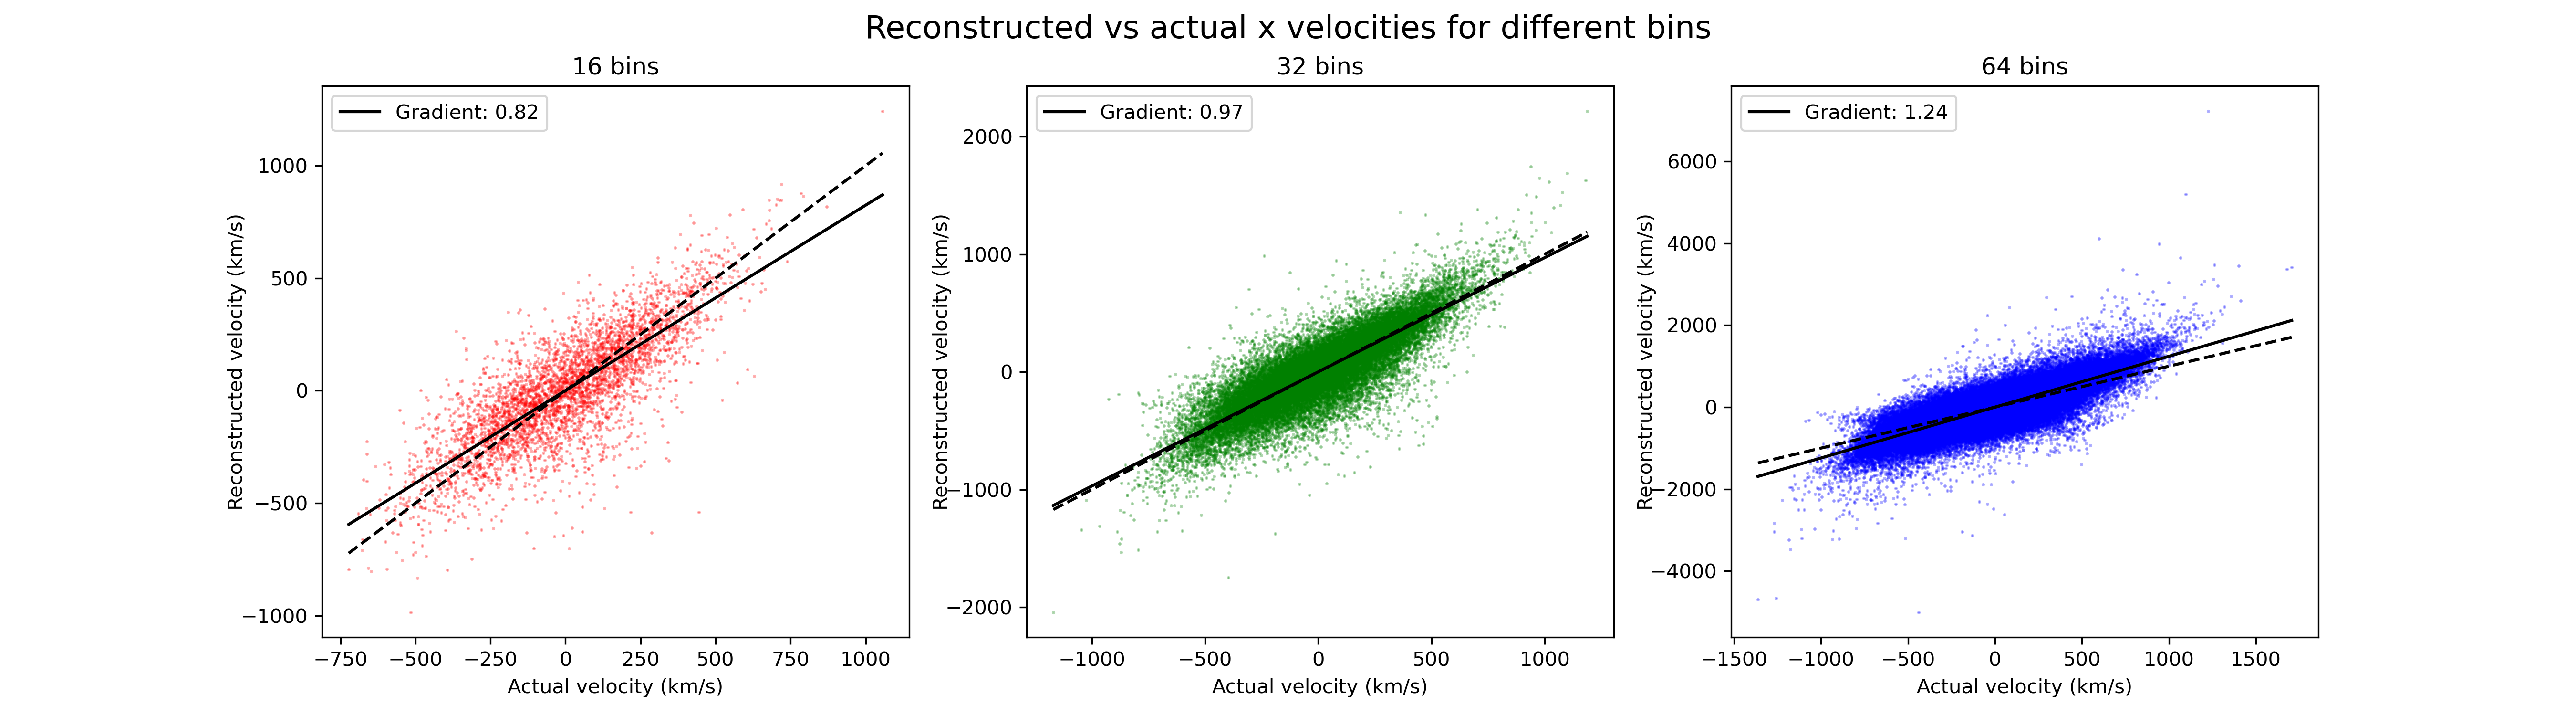 Reconstructed vs actual x velocities for different bins
16 bins
Gradient: 0.82
1000
500
0
−500
−1000
Reconstructed velocity (km/s)
−750 −500 −250 0 250 500 750 1000
Actual velocity (km/s)
32 bins
Gradient: 0.97
2000
1000
0
−1000
−2000
Reconstructed velocity (km/s)
−1000 −500 0 500 1000
Actual velocity (km/s)
64 bins
Gradient: 1.24
6000
4000
2000
0
−2000
−4000
Reconstructed velocity (km/s)
−1500 −1000 −500 0 500 1000 1500
Actual velocity (km/s)